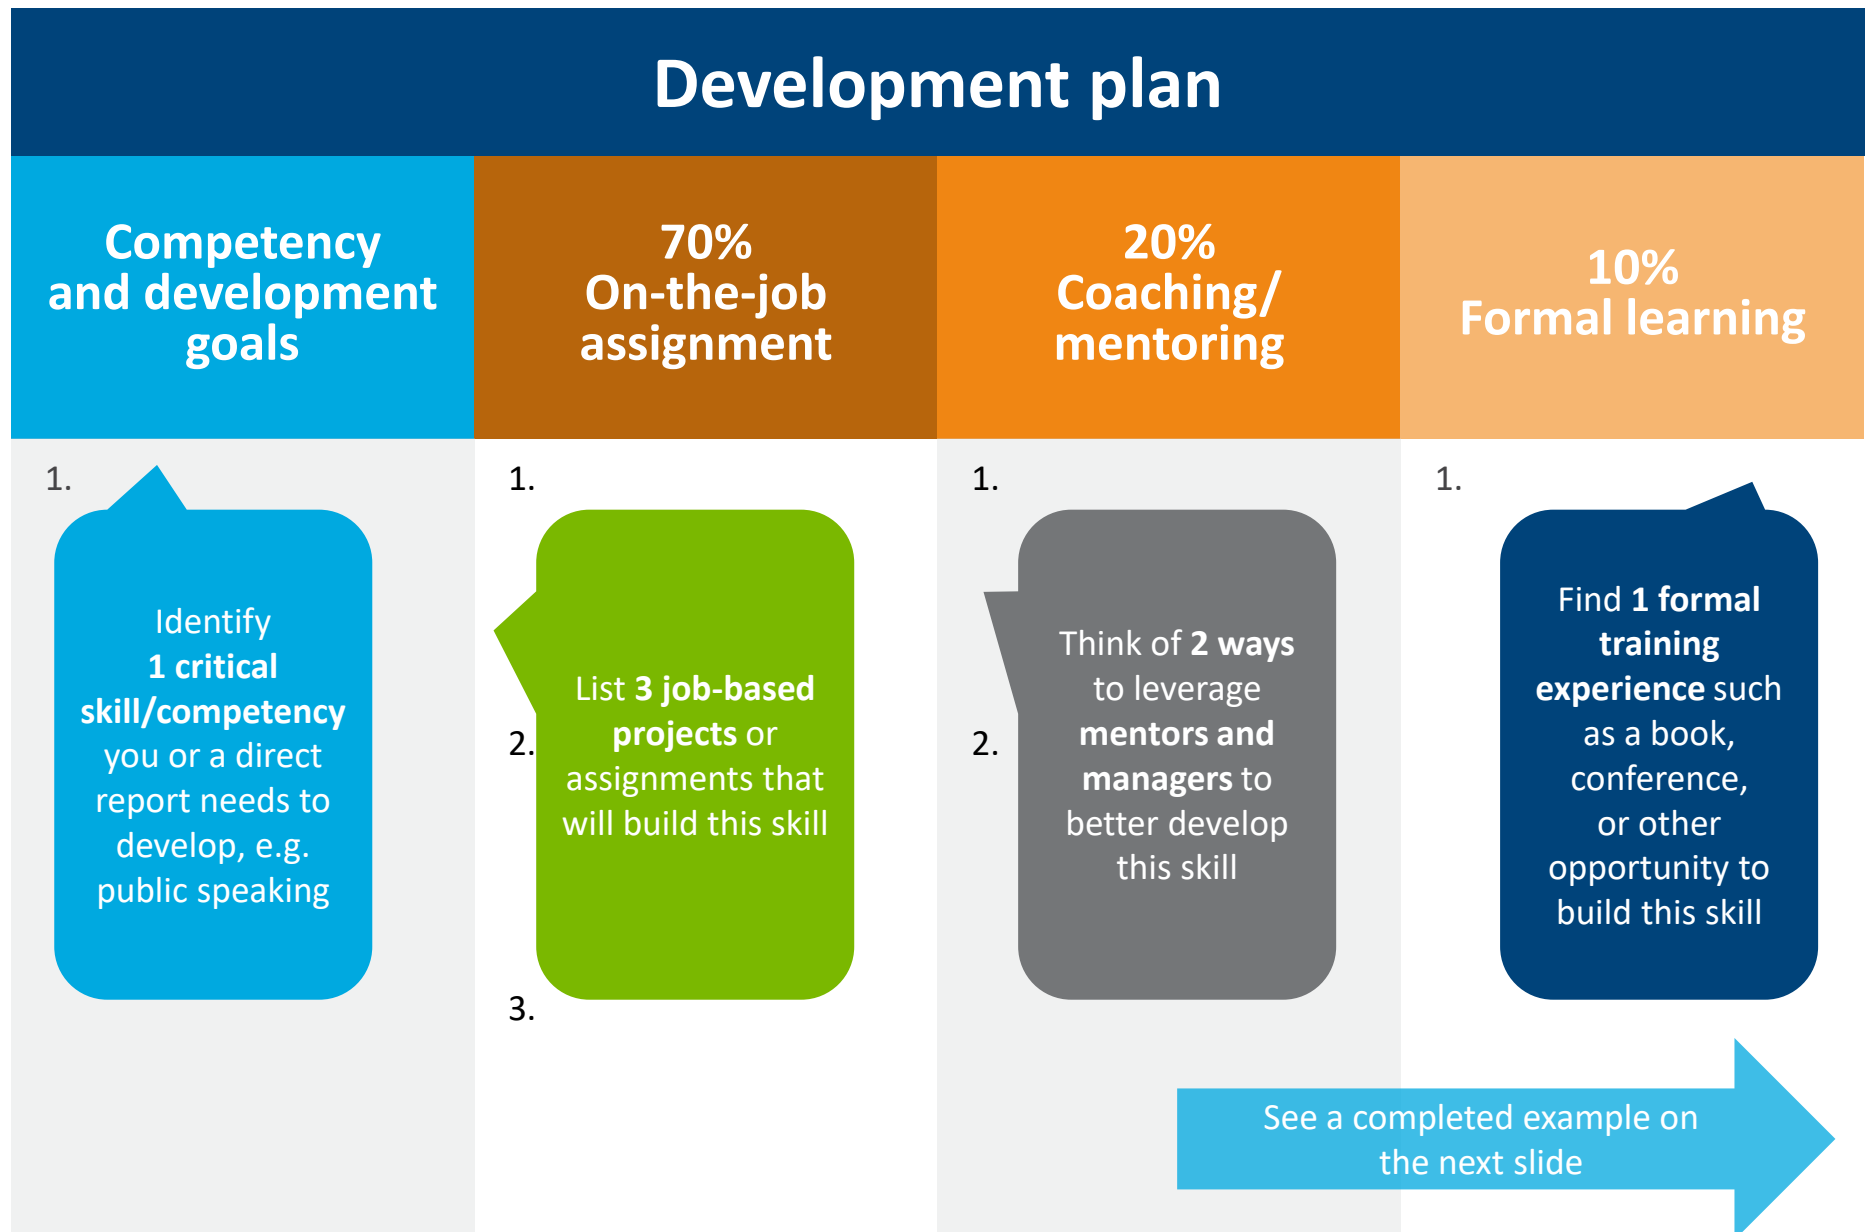 Development plan
Competency
and development
goals
70%
On-the-job
assignment
20%
Coaching/
mentoring
10%
Formal learning
1.
Identify
1 critical
skill/competency
you or a direct
report needs to
develop, e.g.
public speaking
1.
2.
3.
List 3 job-based
projects or
assignments that
will build this skill
1.
2.
Think of 2 ways
to leverage
mentors and
managers to
better develop
this skill
1.
Find 1 formal
training
experience such
as a book,
conference,
or other
opportunity to
build this skill
See a completed example on
the next slide